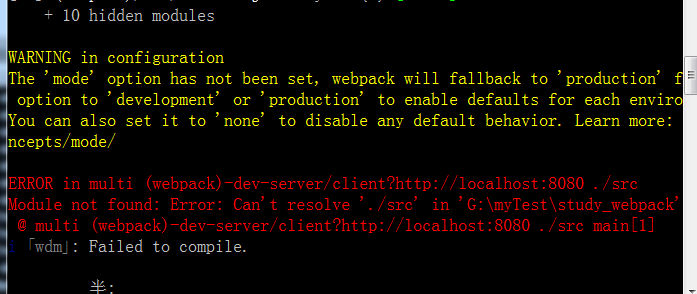 + 10 hidden modules
WARNING in configuration
The 'mode' option has not been set, webpack will fallback to 'production' f
option to 'development' or 'production' to enable defaults for each enviro
You can also set it to 'none' to disable any default behavior. Learn more:
ncepts/mode/
ERROR in multi (webpack)-dev-server/client?http://localhost:8080 ./src
Module not found: Error: Can't resolve './src' in 'G:\myTest\study_webpack'
@ multi (webpack)-dev-server/client?http://localhost:8080 ./src main[1]
「wdm」: Failed to compile.
半: